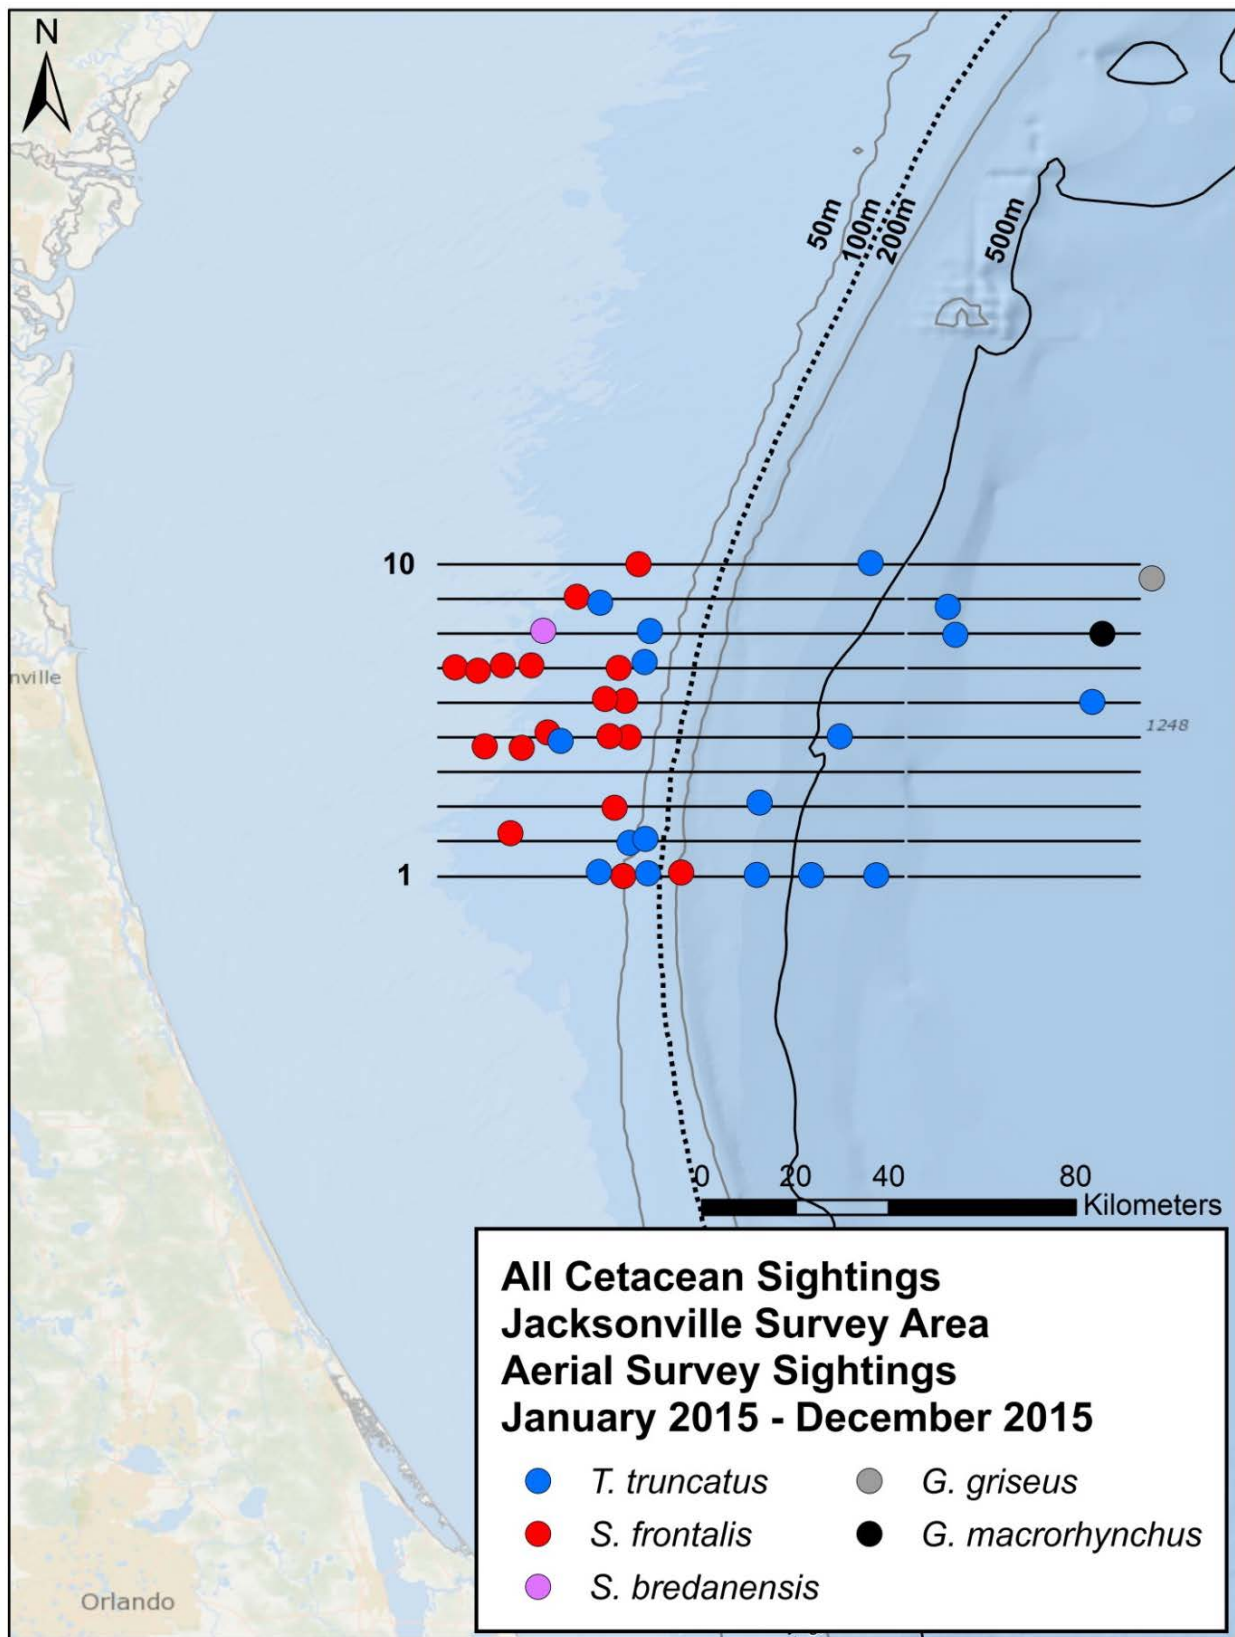 N
50m
100m
200m
500m
10
nville
1248
1
0 20 40 80
Kilometers
All Cetacean Sightings
Jacksonville Survey Area
Aerial Survey Sightings
January 2015 - December 2015
T. trucatus
G. griseus
S. frontalis
G. macrorhynchus
S. bredanensis
Orlando